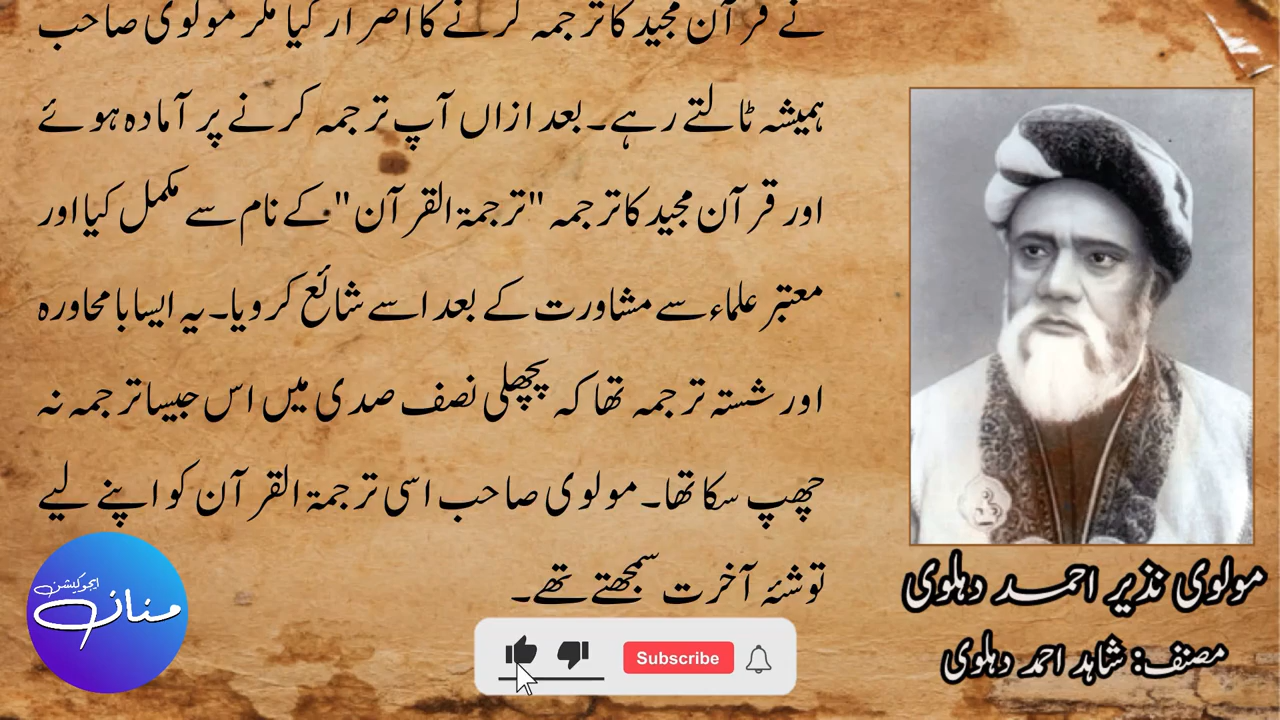 نے قرآن مجید کا ترجمہ کرنے کا اصرار کیا مگر مولوی صاحب
ہمیشہ ٹالتے رہے۔ بعد ازاں آپ ترجمہ کرنے پر آمادہ ہوئے
اور قرآن مجید کا ترجمہ "ترجمۃ القرآن" کے نام سے مکمل کیا اور
معتبر علماء سے مشاورت کے بعد اسے شائع کرویا۔ یہ ایسا با محاورہ
اور شستہ ترجمہ تھا کہ پچھلی نصف صدی میں اس جیسا ترجمہ نہ
چھپ سکا تھا۔ مولوی صاحب اسی ترجمۃ القرآن کو اپنے لیے
توشئہ آخرت سمجھتے تھے۔
مولوی نذیر احمد دہلوی
مصنف: شاہد احمد دہلوی
ایجوکیشن
منان
Subscribe